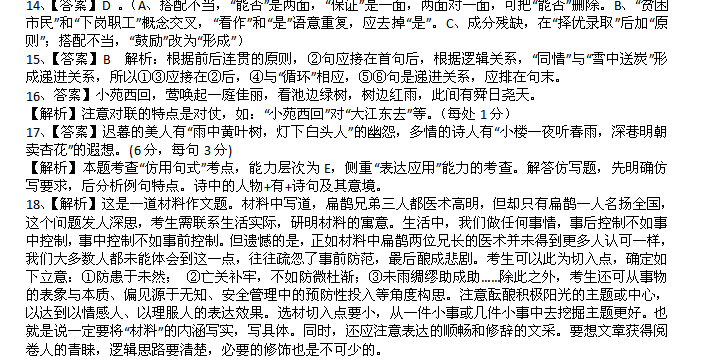 14、【答案】D 。（A、搭配不当，“能否”是两面，“保证”是一面，两面对一面，可把“能否”删除。B、“贫困
市民”和“下岗职工”概念交叉，“看作”和“是”语意重复，应去掉“是”。C、成分残缺，在“择优录取”后加“原
则”；搭配不当，“鼓励”改为“形成”）
15、【答案】B  解析：根据前后连贯的原则，②句应接在首句后，根据逻辑关系，“同情”与“雪中送炭”形
成递进关系，所以①③应接在②后，④与“循环”相应，⑤⑥句是递进关系，应排在句末。
16、答案】小苑西回，莺唤起一庭佳丽，看池边绿树，树边红雨，此间有舜日尧天。
【解析】注意对联的特点是对仗，如：“小苑西回”对“大江东去”等。（每处 1 分）
17、【答案】迟暮的美人有“雨中黄叶树，灯下白头人”的幽怨，多情的诗人有“小楼一夜听春雨，深巷明朝
卖杏花”的遐想。(6 分，每句 3 分)
【解析】本题考查“仿用句式”考点，能力层次为 E，侧重“表达应用”能力的考查。解答仿写题，先明确仿
写要求，后分析例句特点。诗中的人物+有+诗句及其意境。
18、【解析】这是一道材料作文题。材料中写道，扁鹊兄弟三人都医术高明，但却只有扁鹊一人名扬全国，
这个问题发人深思，考生需联系生活实际，研明材料的寓意。生活中，我们做任何事情，事后控制不如事
中控制，事中控制不如事前控制。但遗憾的是，正如材料中扁鹊两位兄长的医术并未得到更多人认可一样，
我们大多数人都未能体会到这一点，往往疏忽了事前防范，最后酿成悲剧。考生可以此为切入点，确定如
下立意：①防患于未然； ②亡关补牢，不如防微杜渐；③未雨绸缪助成助……除此之外，考生还可从事物
的表象与本质、偏见源于无知、安全管理中的预防性投入等角度构思。注意酝酿积极阳光的主题或中心，
以达到以情感人、以理服人的表达效果。选材切入点要小，从一件小事或几件小事中去挖掘主题更好。也
就是说一定要将“材料”的内涵写实，写具体。同时，还应注意表达的顺畅和修辞的文采。要想文章获得阅
卷人的青睐，逻辑思路要清楚，必要的修饰也是不可少的。